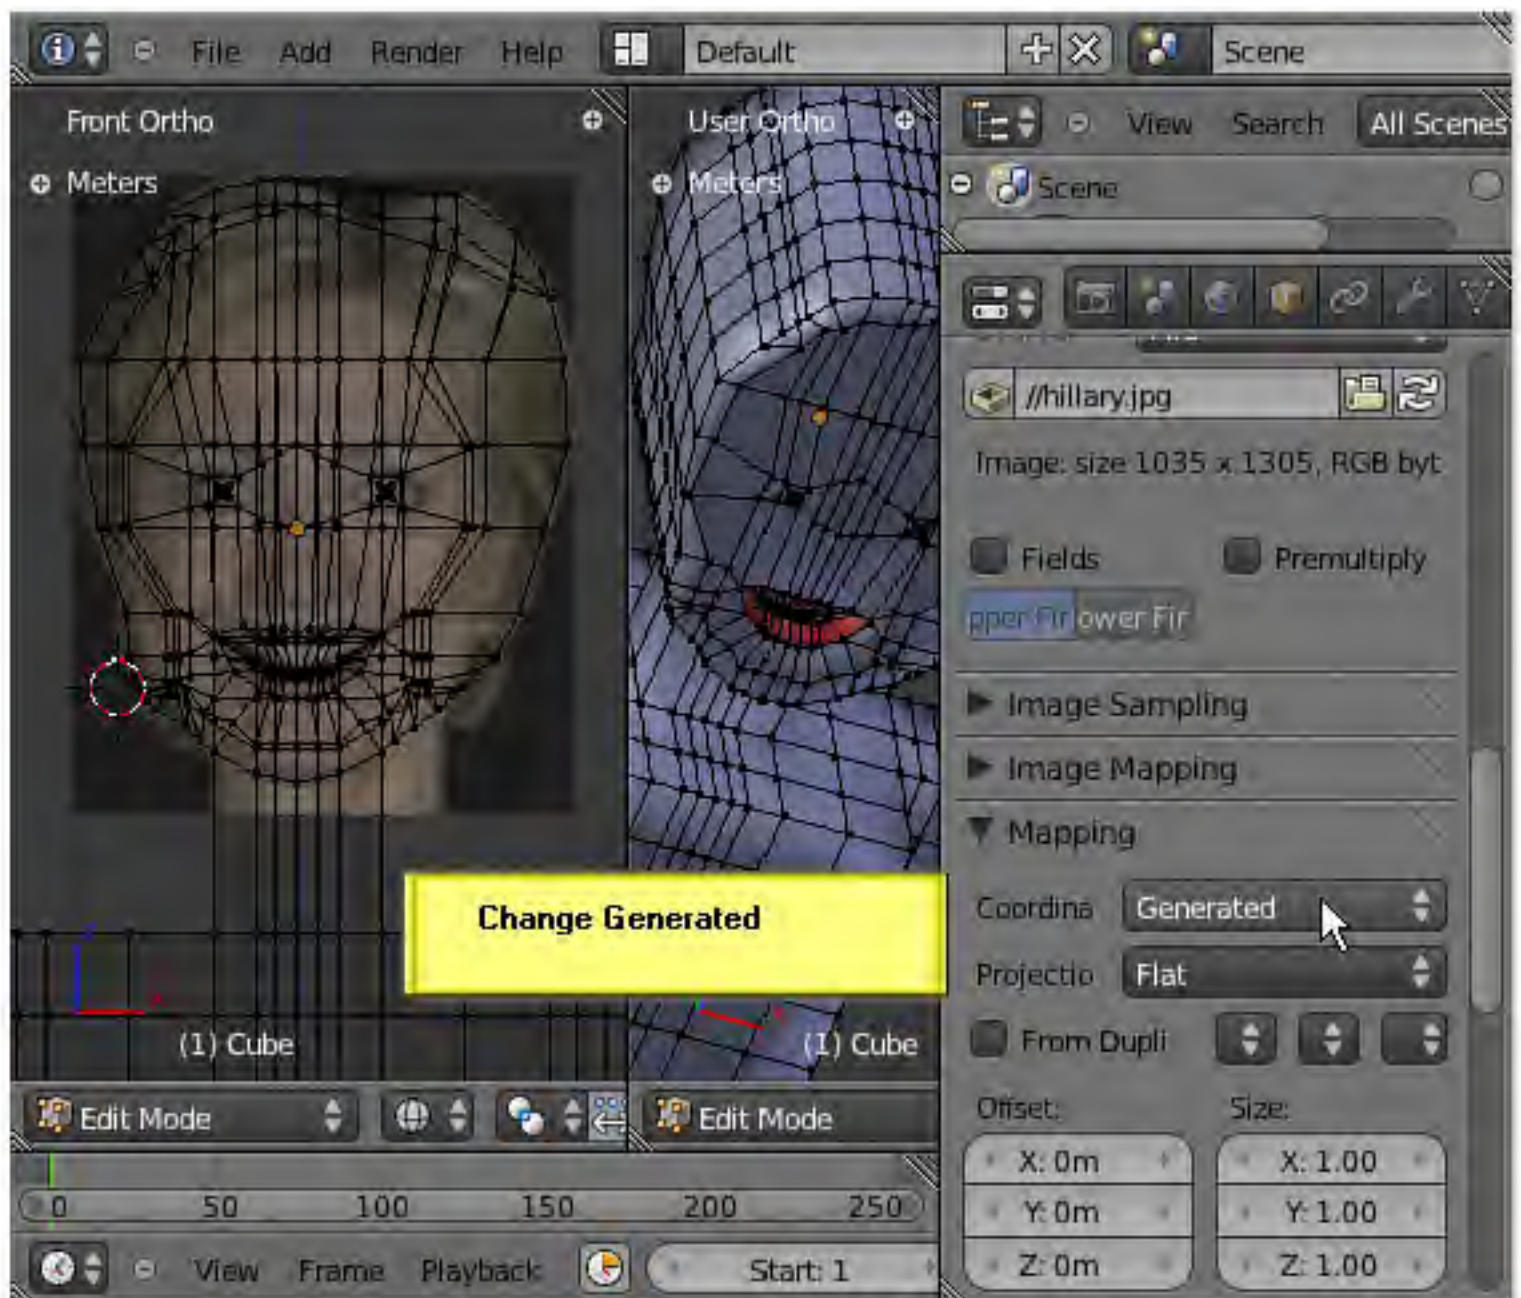 File Add Render Help Default Scene
Front Ortho
Meters
User Ortho
Meters
View Search All Scenes
Scene
//hillary.jpg
Image: size 1035 x 1305, RGB byt
Fields Premultiply
pper Fir ower Fir
Image Sampling
Image Mapping
Mapping
Change Generated
Coordina Generated
Projectio Flat
From Dupli
(1) Cube
(1) Cube
Offset: Size:
Edit Mode
Edit Mode
X: 0m X: 1.00
Y: 0m Y: 1.00
Z: 0m Z: 1.00
0 50 100 150 200 250
View Frame Playback Start: 1